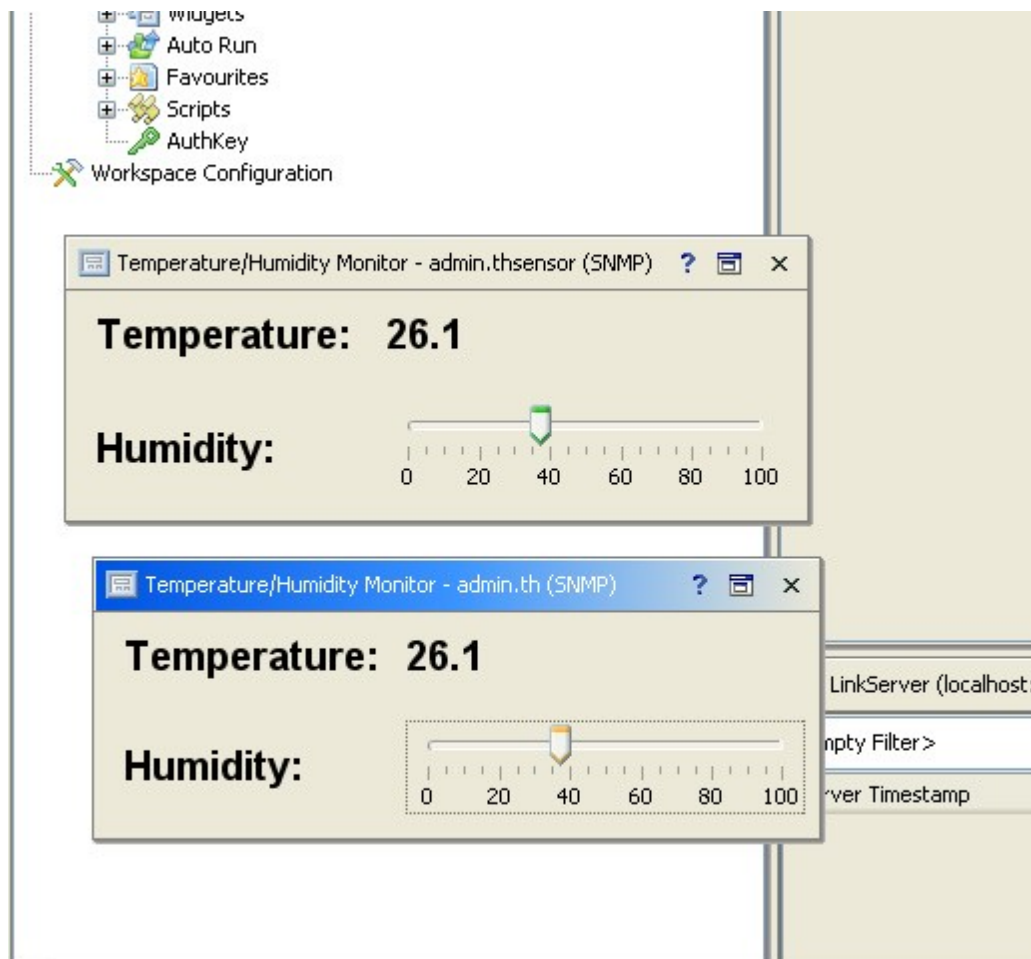 Widgets
Auto Run
Favourites
Scripts
AuthKey
Workspace Configuration
Temperature/Humidity Monitor - admin.thsensor (SNMP) ?
Temperature: 26.1
Humidity:
0 20 40 60 80 100
Temperature/Humidity Monitor - admin.th (SNMP) ?
Temperature: 26.1
Humidity:
0 20 40 60 80 100
LinkServer (localhost:
mpty Filter>
rver Timestamp